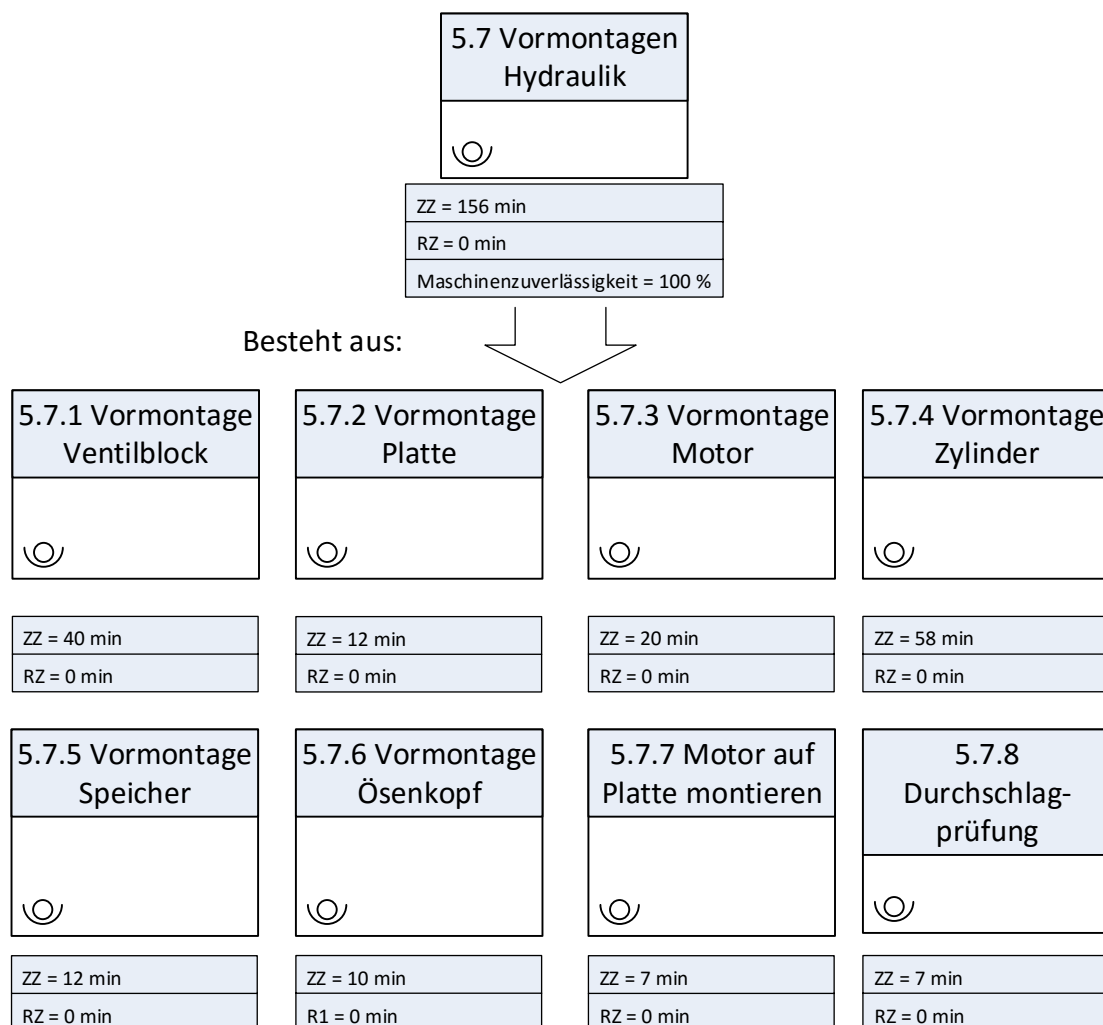 5.7 Vormontagen
Hydraulik
ZZ = 156 min
RZ = 0 min
Maschinenzuverlässigkeit = 100 %
Besteht aus:
5.7.1 Vormontage
Ventilblock
ZZ = 40 min
RZ = 0 min
5.7.2 Vormontage
Platte
ZZ = 12 min
RZ = 0 min
5.7.3 Vormontage
Motor
ZZ = 20 min
RZ = 0 min
5.7.4 Vormontage
Zylinder
ZZ = 58 min
RZ = 0 min
5.7.5 Vormontage
Speicher
ZZ = 12 min
RZ = 0 min
5.7.6 Vormontage
Ösenkopf
ZZ = 10 min
R1 = 0 min
5.7.7 Motor auf
Platte montieren
ZZ = 7 min
RZ = 0 min
5.7.8
Durchschlag-
prüfung
ZZ = 7 min
RZ = 0 min